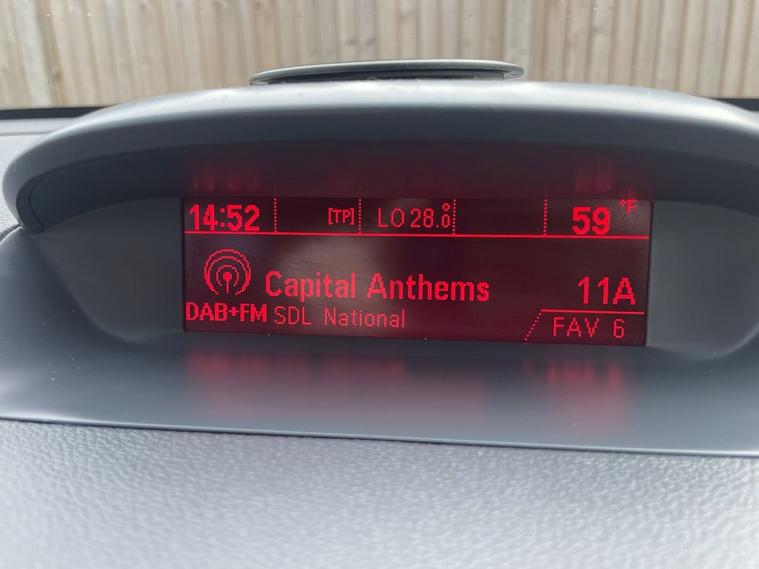 14:52 [TP] LO 28.0° 59 °F
Capital Anthems 11A
DAB+FM SDL National FAV 6